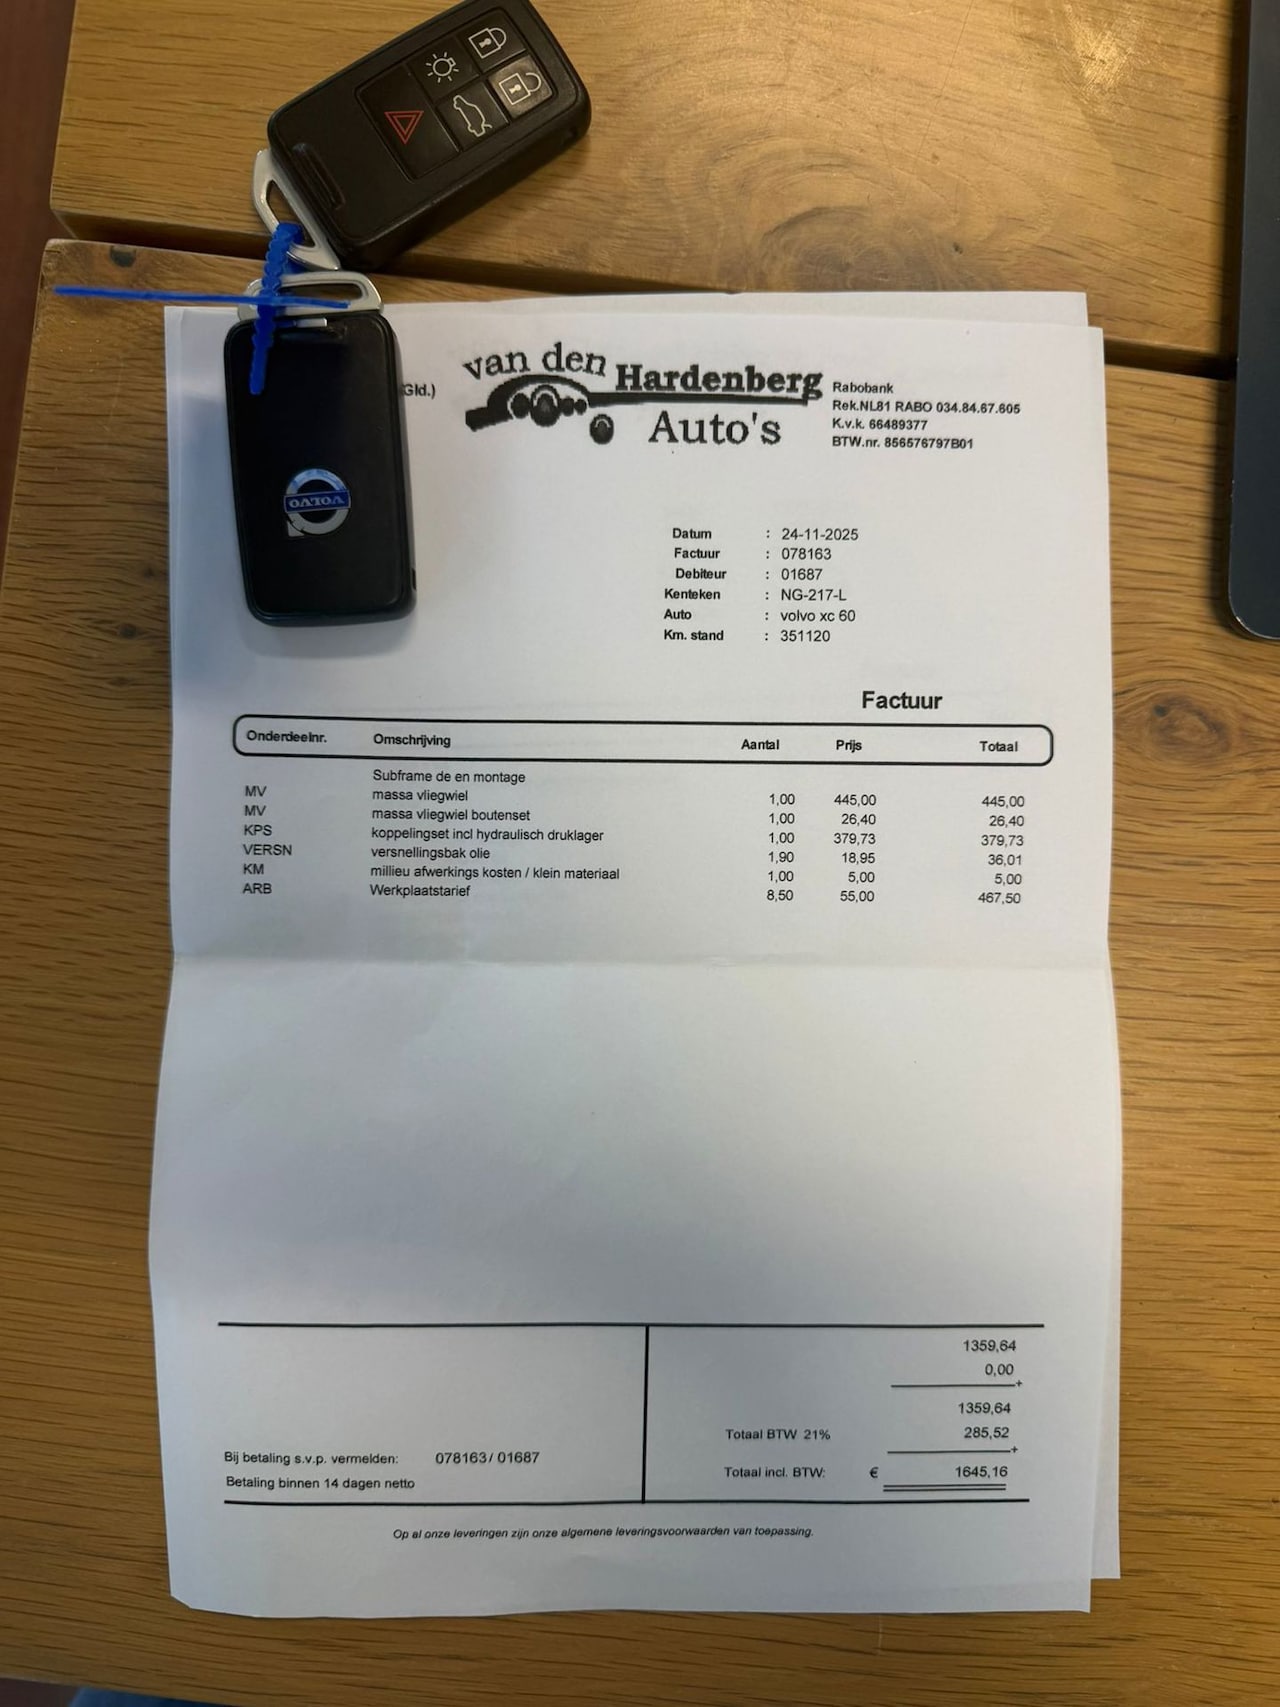 van den
Hardenberg
Auto's
Gld.)
Rabobank
Rek.NL81 RABO 034.84.67.605
K.v.k. 66489377
BTW.nr. 856576797B01
VOLVO
Datum : 24-11-2025
Factuur : 078163
Debiteur : 01687
Kenteken : NG-217-L
Auto : volvo xc 60
Km. stand : 351120
Factuur
Onderdeelnr. Omschrijving Aantal Prijs Totaal
Subframe de en montage
MV massa vliegwiel 1,00 445,00 445,00
MV massa vliegwiel boutenset 1,00 26,40 26,40
KPS koppelingset incl hydraulisch druklager 1,00 379,73 379,73
VERSN versnellingsbak olie 1,90 18,95 36,01
KM millieu afwerkings kosten / klein materiaal 1,00 5,00 5,00
ARB Werkplaatstarief 8,50 55,00 467,50
1359,64
0,00
+
1359,64
Totaal BTW 21% 285,52
+
Totaal incl. BTW: € 1645,16
Bij betaling s.v.p. vermelden: 078163/ 01687
Betaling binnen 14 dagen netto
Op al onze leveringen zijn onze algemene leveringsvoorwaarden van toepassing.